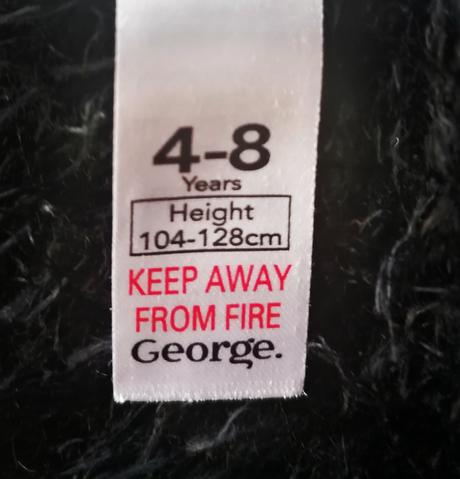 4-8
Years
Height
104-128cm
KEEP AWAY
FROM FIRE
George.